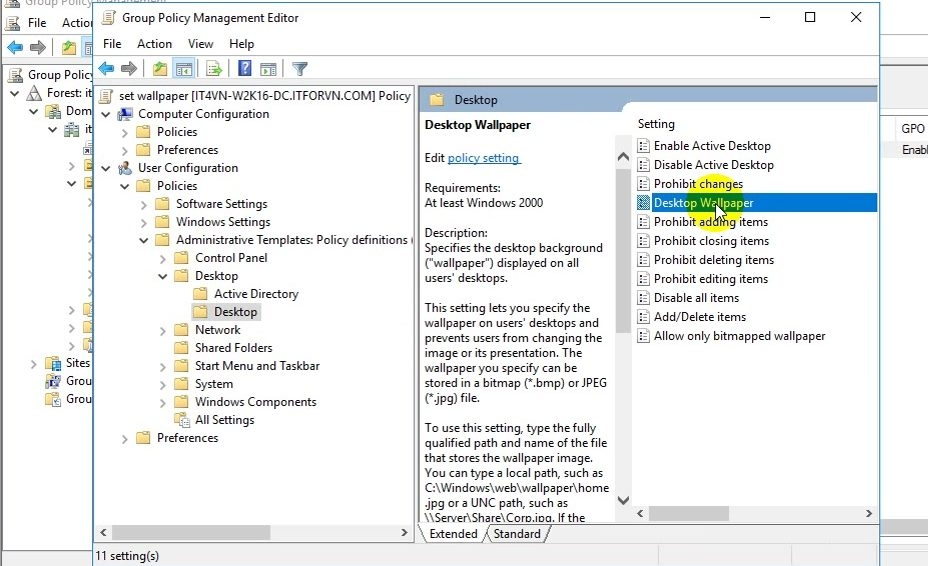 Group Policy Management
File Action
Group Policy
Forest: it
Dom
it
Sites
Grou
Grou
Group Policy Management Editor
File Action View Help
set wallpaper [IT4VN-W2K16-DC.ITFORVN.COM] Policy
Computer Configuration
Policies
Preferences
User Configuration
Policies
Software Settings
Windows Settings
Administrative Templates: Policy definitions (
Control Panel
Desktop
Active Directory
Desktop
Network
Shared Folders
Start Menu and Taskbar
System
Windows Components
All Settings
Preferences
Desktop
Desktop Wallpaper
Edit policy setting
Requirements:
At least Windows 2000
Description:
Specifies the desktop background
("wallpaper") displayed on all
users' desktops.
This setting lets you specify the
wallpaper on users' desktops and
prevents users from changing the
image or its presentation. The
wallpaper you specify can be
stored in a bitmap (*.bmp) or JPEG
(*.jpg) file.
To use this setting, type the fully
qualified path and name of the file
that stores the wallpaper image.
You can type a local path, such as
C:\Windows\web\wallpaper\home
.jpg or a UNC path, such as
\\Server\Share\Corp.jpg. If the
Setting
Enable Active Desktop
Disable Active Desktop
Prohibit changes
Desktop Wallpaper
Prohibit adding items
Prohibit closing items
Prohibit deleting items
Prohibit editing items
Disable all items
Add/Delete items
Allow only bitmapped wallpaper
Extended Standard
11 setting(s)
GPO
Enabl